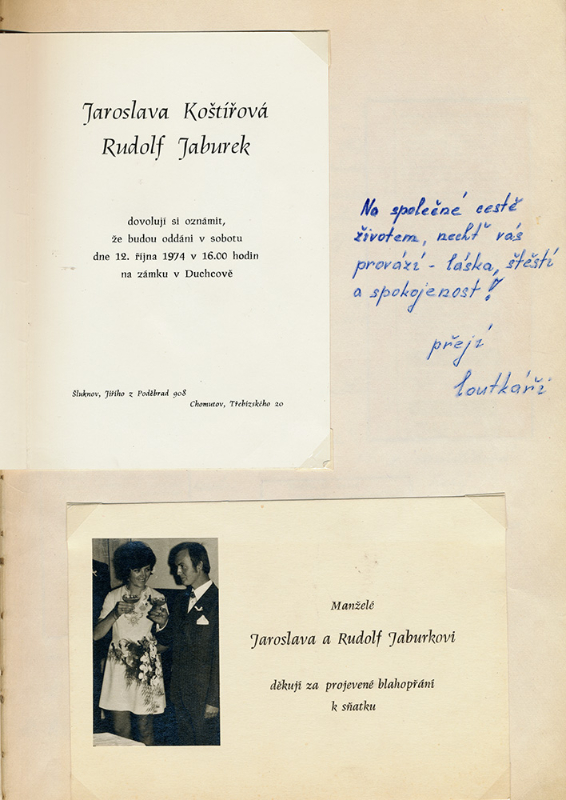 Jaroslava Koštířová
Rudolf Jaburek
dovolují si oznámit,
že budou oddáni v sobotu
dne 12. října 1974 v 16.00 hodin
na zámku v Duchcově
Šluknov, Jiřího z Poděbrad 908
Chomutov, Třebízského 20
Na společné cestě
životem, nechť vás
provází - láska, štěstí
a spokojenost!
přejí
loutkáři
Manželé
Jaroslava a Rudolf Jaburkovi
děkují za projevené blahopřání
k sňatku